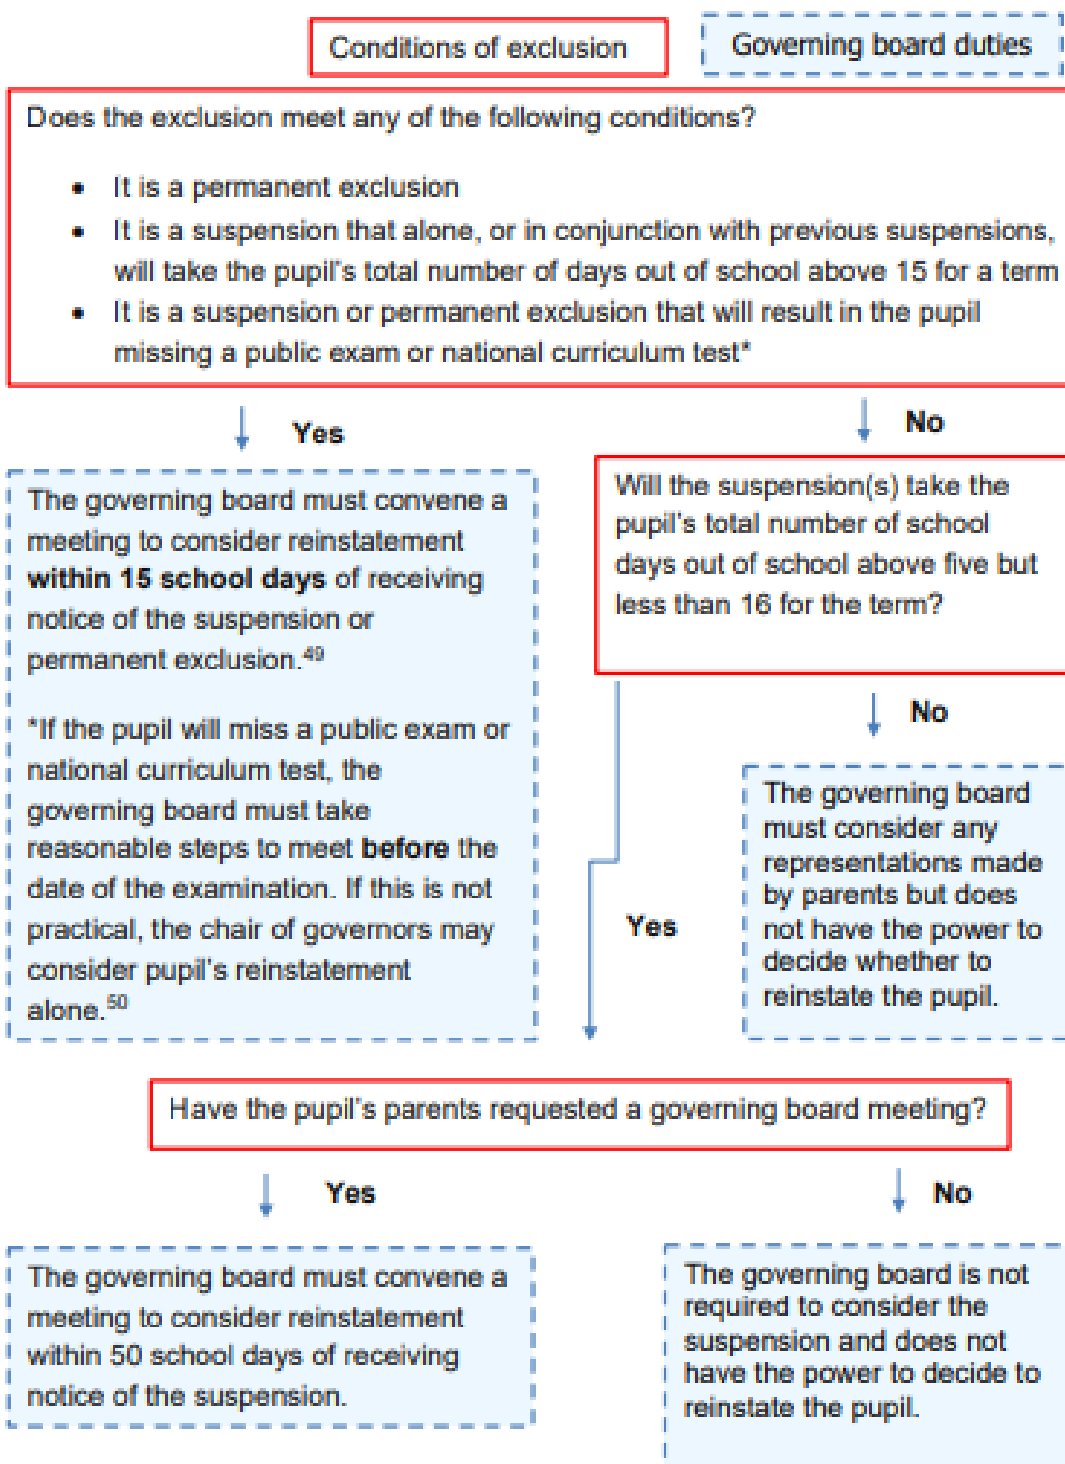 Conditions of exclusion
Governing board duties
Does the exclusion meet any of the following conditions?
• It is a permanent exclusion
• It is a suspension that alone, or in conjunction with previous suspensions,
will take the pupil's total number of days out of school above 15 for a term
• It is a suspension or permanent exclusion that will result in the pupil
missing a public exam or national curriculum test*
Yes
No
The governing board must convene a
meeting to consider reinstatement
within 15 school days of receiving
notice of the suspension or
permanent exclusion.49
*If the pupil will miss a public exam or
national curriculum test, the
governing board must take
reasonable steps to meet before the
date of the examination. If this is not
practical, the chair of governors may
consider pupil's reinstatement
alone.50
Will the suspension(s) take the
pupil's total number of school
days out of school above five but
less than 16 for the term?
No
Yes
The governing board
must consider any
representations made
by parents but does
not have the power to
decide whether to
reinstate the pupil.
Have the pupil's parents requested a governing board meeting?
Yes
No
The governing board must convene a
meeting to consider reinstatement
within 50 school days of receiving
notice of the suspension.
The governing board is not
required to consider the
suspension and does not
have the power to decide to
reinstate the pupil.